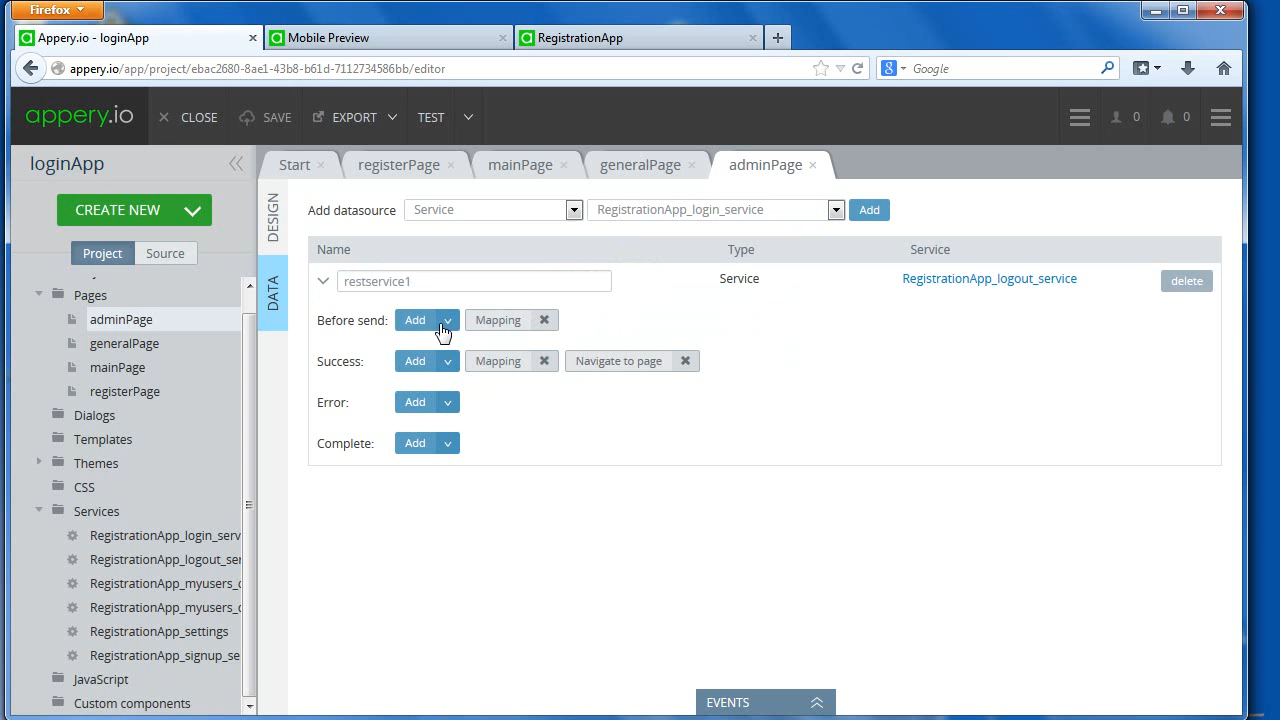 Firefox
Appery.io - loginApp
Mobile Preview
RegistrationApp
appery.io/app/project/ebac2680-8ae1-43b8-b61d-7112734586bb/editor
Google
appery.io
CLOSE
SAVE
EXPORT
TEST
0
0
loginApp
Start
registerPage
mainPage
generalPage
adminPage
CREATE NEW
Project
Source
Pages
adminPage
generalPage
mainPage
registerPage
Dialogs
Templates
Themes
CSS
Services
RegistrationApp_login_serv
RegistrationApp_logout_ser
RegistrationApp_myusers_
RegistrationApp_myusers_
RegistrationApp_settings
RegistrationApp_signup_se
JavaScript
Custom components
DESIGN
DATA
Add datasource
Service
RegistrationApp_login_service
Add
Name
Type
Service
restservice1
Service
RegistrationApp_logout_service
delete
Before send:
Add
Mapping
Success:
Add
Mapping
Navigate to page
Error:
Add
Complete:
Add
EVENTS